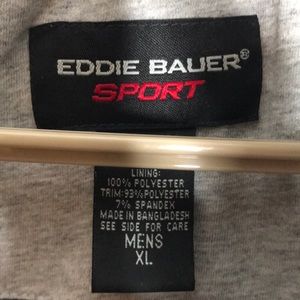 EDDIE BAUER®
SPORT
LINING:
100% POLYESTER
TRIM:93%POLYESTER
7% SPANDEX
MADE IN BANGLADESH
SEE SIDE FOR CARE
MENS
XL